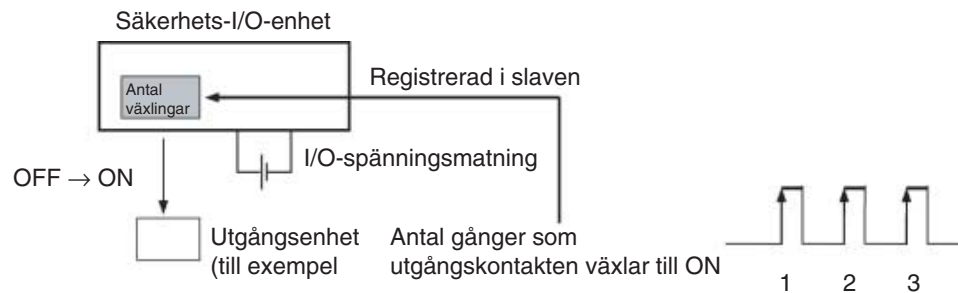 Säkerhets-I/O-enhet
Antal
växlingar
Registrerad i slaven
I/O-spänningsmatning
OFF → ON
Utgångsenhet
(till exempel
Antal gånger som
utgångskontakten växlar till ON
1 2 3